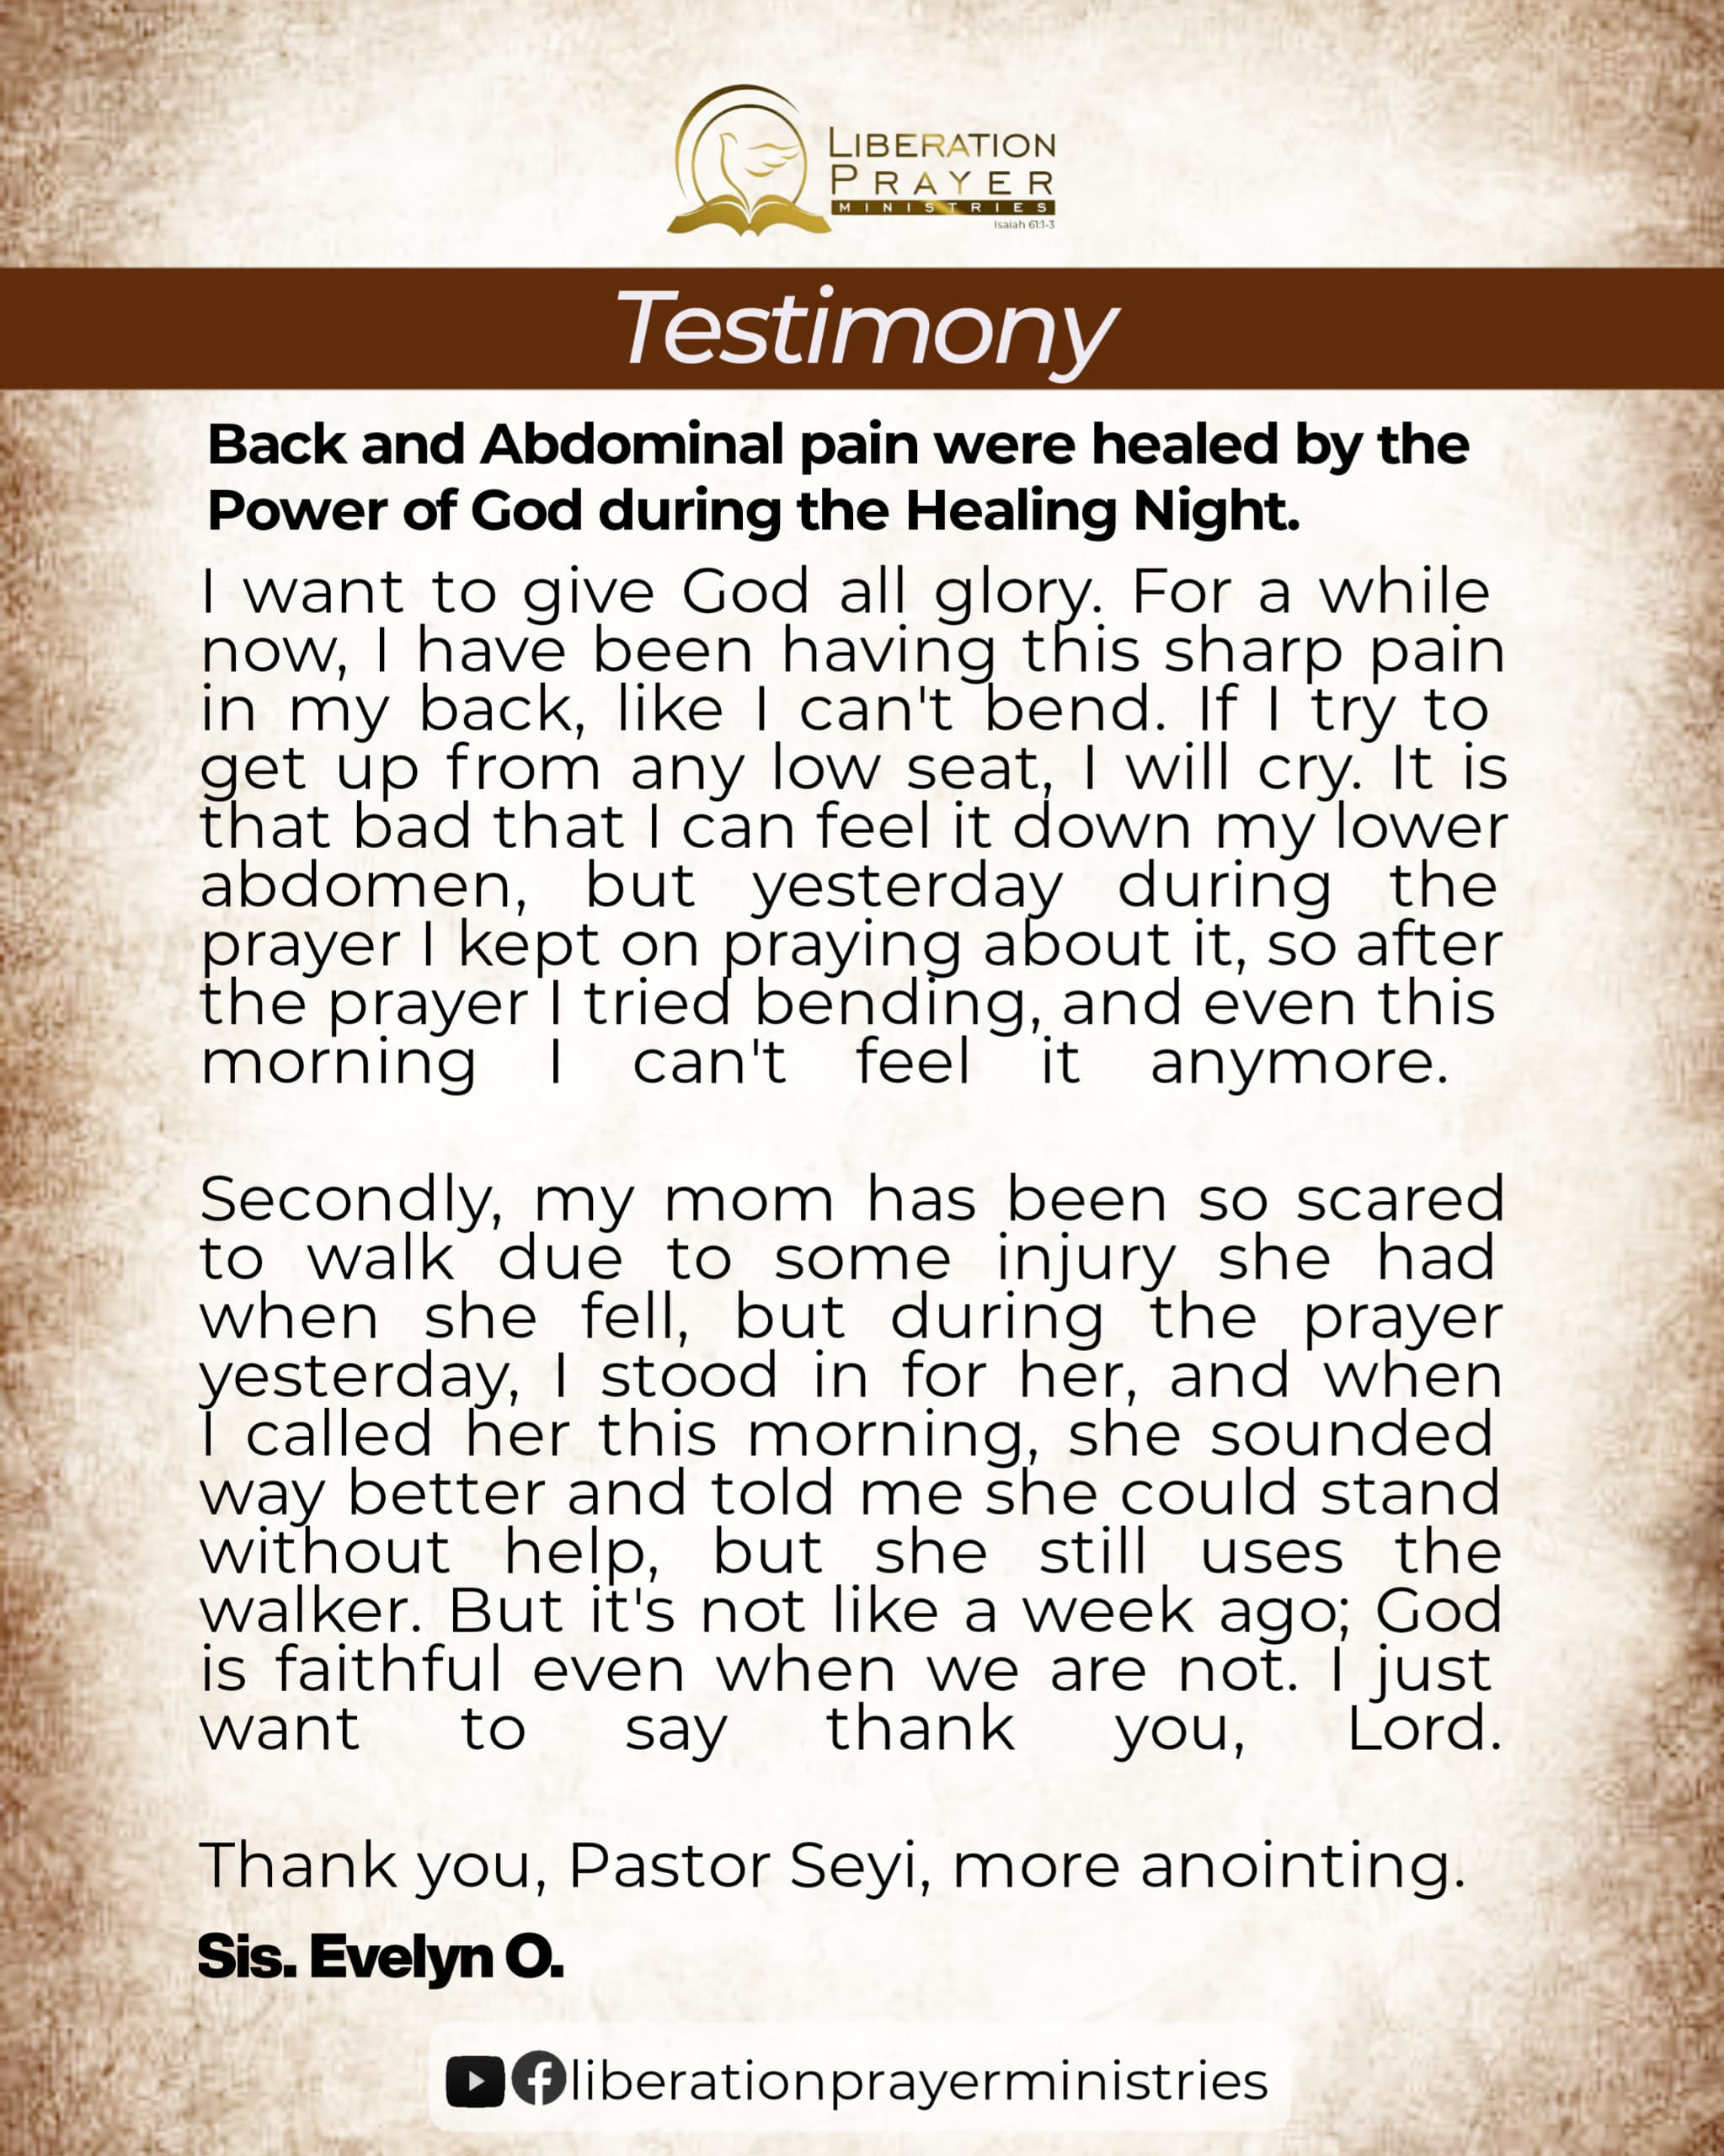 LIBERATION
PRAYER
MINISTRIES
Isaiah 61:1-3
Testimony
Back and Abdominal pain were healed by the
Power of God during the Healing Night.
I want to give God all glory. For a while
now, I have been having this sharp pain
in my back, like I can't bend. If I try to
get up from any low seat, I will cry. It is
that bad that I can feel it down my lower
abdomen, but yesterday during the
prayer I kept on praying about it, so after
the prayer I tried bending, and even this
morning I can't feel it anymore.
Secondly, my mom has been so scared
to walk due to some injury she had
when she fell, but during the prayer
yesterday, I stood in for her, and when
I called her this morning, she sounded
way better and told me she could stand
without help, but she still uses the
walker. But it's not like a week ago; God
is faithful even when we are not. I just
want to say thank you, Lord.
Thank you, Pastor Seyi, more anointing.
Sis. Evelyn O.
liberationprayerministries